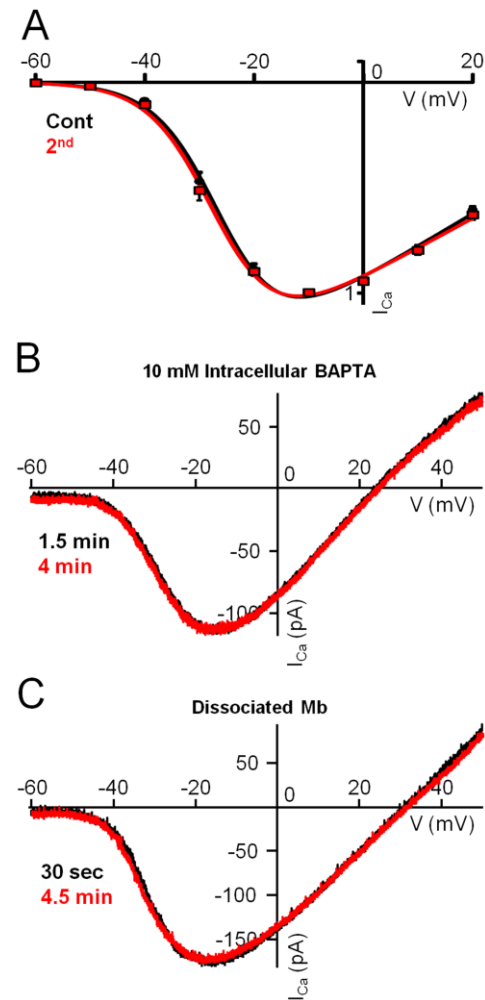 A
-60 -40 -20 0 20
V (mV)
Cont
2nd
1
ICa
B
10 mM Intracellular BAPTA
50
-60 -40 -20 0 20 40
V (mV)
1.5 min
4 min
-50
-100
ICa (pA)
C
Dissociated Mb
50
-60 -40 -20 0 20 40
V (mV)
30 sec
4.5 min
-50
-100
-150
ICa (pA)